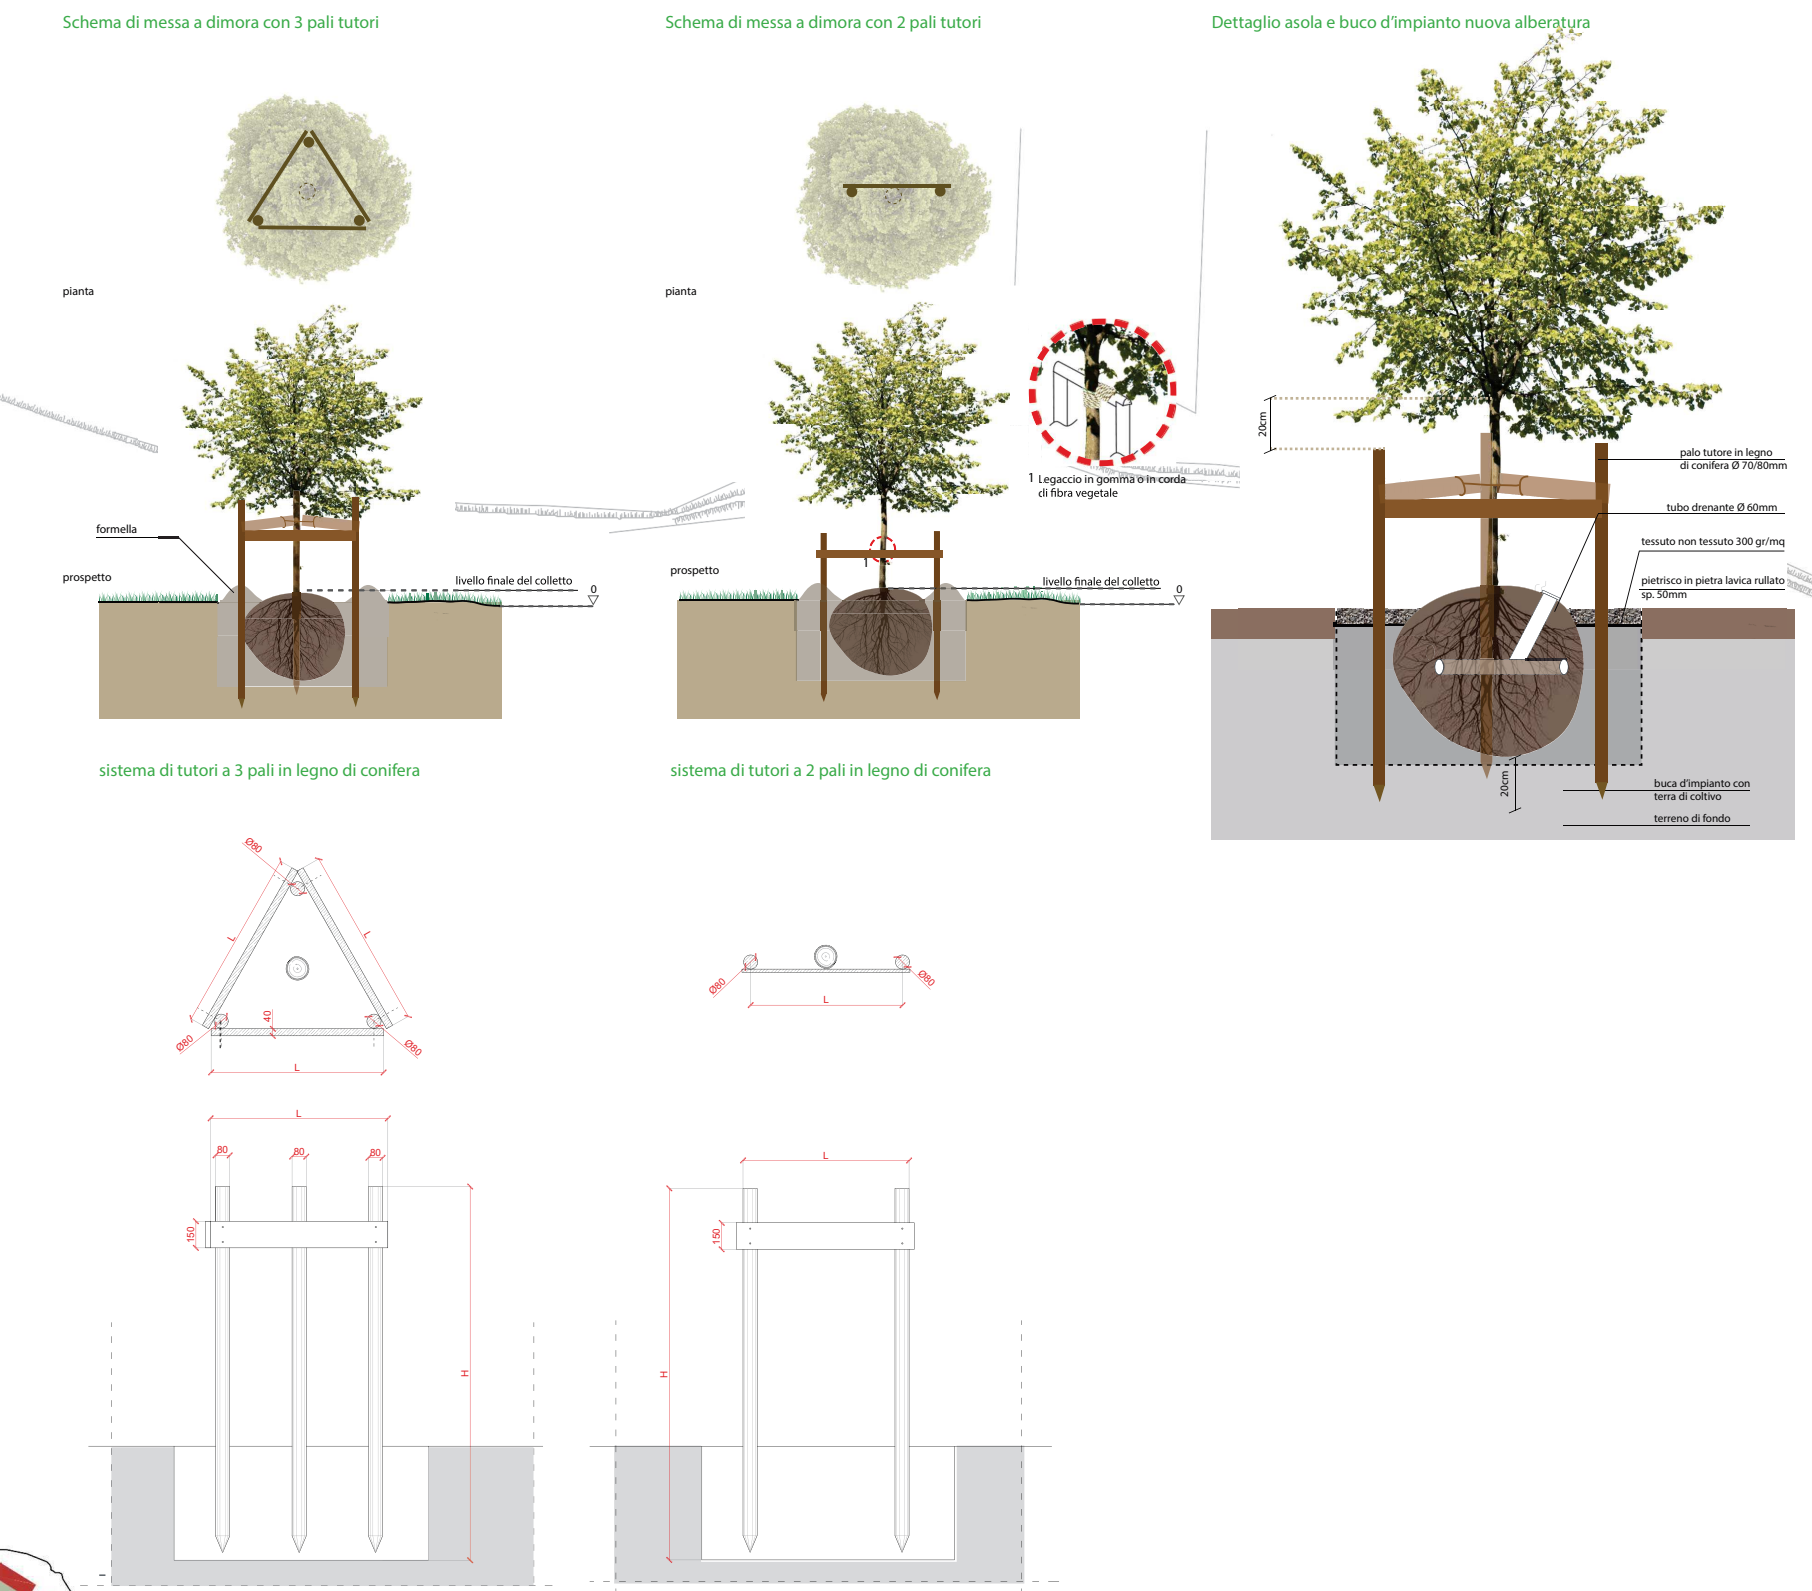 Schema di messa a dimora con 3 pali tutori
pianta
formella
prospetto
livello finale del colletto
0
Schema di messa a dimora con 2 pali tutori
pianta
1 Legaccio in gomma o in corda
di fibra vegetale
1
prospetto
livello finale del colletto
0
Dettaglio asola e buco d'impianto nuova alberatura
20cm
palo tutore in legno
di conifera Ø 70/80mm
tubo drenante Ø 60mm
tessuto non tessuto 300 gr/mq
pietrisco in pietra lavica rullato
sp. 50mm
20cm
buca d'impianto con
terra di coltivo
terreno di fondo
sistema di tutori a 3 pali in legno di conifera
Ø80
L
L
40
Ø80
Ø80
L
L
80
80
80
150
H
sistema di tutori a 2 pali in legno di conifera
Ø80
Ø80
L
L
150
H